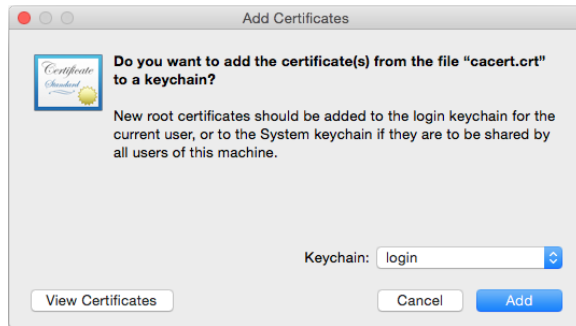 Add Certificates
Certificate
Standard
Do you want to add the certificate(s) from the file “cacert.crt”
to a keychain?
New root certificates should be added to the login keychain for the
current user, or to the System keychain if they are to be shared by
all users of this machine.
Keychain: login
View Certificates Cancel Add